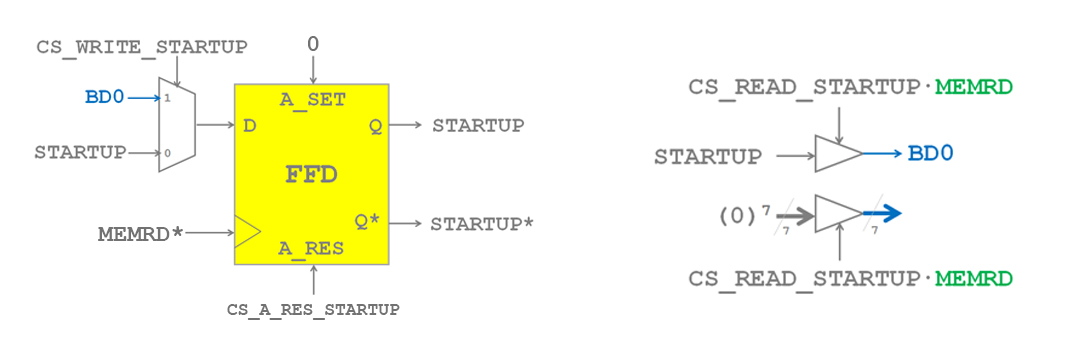 CS_WRITE_STARTUP
0
BD0
1
A_SET
STARTUP
0
D
Q
STARTUP
FFD
MEMRD*
Q*
STARTUP*
A_RES
CS_A_RES_STARTUP
CS_READ_STARTUP·MEMRD
STARTUP
BD0
(0)7
7
7
CS_READ_STARTUP·MEMRD